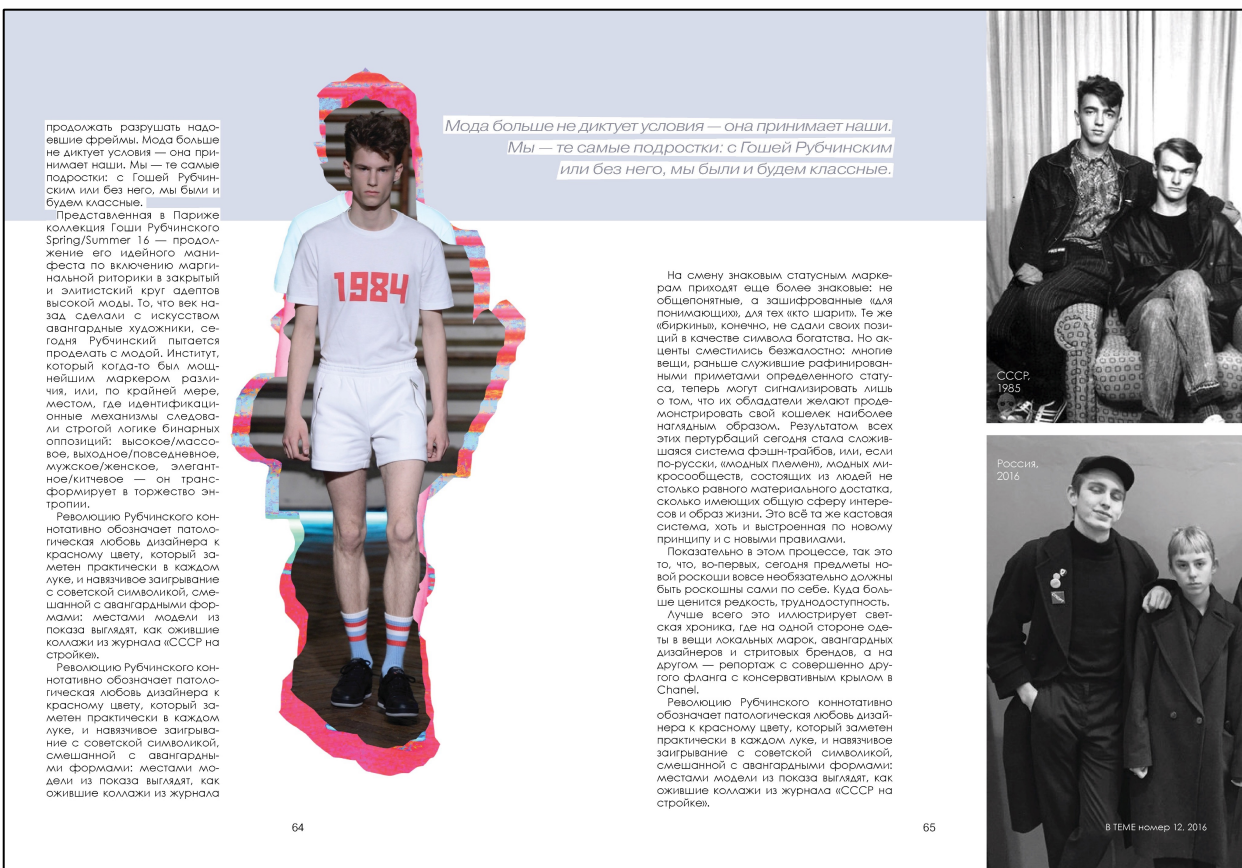 продолжать разрушать надо-
евшие фреймы. Мода больше
не диктует условия — она при-
нимает наши. Мы — те самые
подростки: с Гошей Рубчин-
ским или без него, мы были и
будем классные.
Представленная в Париже
коллекция Гоши Рубчинского
Spring/Summer 16 — продол-
жение его идейного мани-
феста по включению марги-
нальной риторики в закрытый
и элитистский круг адептов
высокой моды. То, что век на-
зад сделали с искусством
авангардные художники, се-
годня Рубчинский пытается
проделать с модой. Институт,
который когда-то был мощ-
нейшим маркером разли-
чия, или, по крайней мере,
местом, где идентификаци-
онные механизмы следова-
ли строгой логике бинарных
оппозиций: высокое/массо-
вое, выходное/повседневное,
мужское/женское, элегант-
ное/китчевое — он транс-
формирует в торжество эн-
тропии.
Революцию Рубчинского кон-
нотативно обозначает патоло-
гическая любовь дизайнера к
красному цвету, который за-
метен практически в каждом
луке, и навязчивое заигрывание
с советской символикой, сме-
шанной с авангардными фор-
мами: местами модели из
показа выглядят, как ожившие
коллажи из журнала «СССР на
стройке».
Революцию Рубчинского кон-
нотативно обозначает патоло-
гическая любовь дизайнера к
красному цвету, который за-
метен практически в каждом
луке, и навязчивое заигрыва-
ние с советской символикой,
смешанной с авангардны-
ми формами: местами мо-
дели из показа выглядят, как
ожившие коллажи из журнала
1984
64
Мода больше не диктует условия — она принимает наши.
Мы — те самые подростки: с Гошей Рубчинским
или без него, мы были и будем классные.
На смену знаковым статусным марке-
рам приходят еще более знаковые: не
общепонятные, а зашифрованные «для
понимающих», для тех «кто шарит». Те же
«биркины», конечно, не сдали своих пози-
ций в качестве символа богатства. Но ак-
центы сместились безжалостно: многие
вещи, раньше служившие рафинирован-
ными приметами определенного стату-
са, теперь могут сигнализировать лишь
о том, что их обладатели желают проде-
монстрировать свой кошелек наиболее
наглядным образом. Результатом всех
этих пертурбаций сегодня стала сложив-
шаяся система фэшн-трайбов, или, если
по-русски, «модных племен», модных ми-
кросообществ, состоящих из людей не
столько равного материального достатка,
сколько имеющих общую сферу интере-
сов и образ жизни. Это всё та же кастовая
система, хоть и выстроенная по новому
принципу и с новыми правилами.
Показательно в этом процессе, так это
то, что, во-первых, сегодня предметы но-
вой роскоши вовсе необязательно должны
быть роскошны сами по себе. Куда боль-
ше ценится редкость, труднодоступность.
Лучше всего это иллюстрирует свет-
ская хроника, где на одной стороне оде-
ты в вещи локальных марок, авангардных
дизайнеров и стритовых брендов, а на
другом — репортаж с совершенно дру-
гого фланга с консервативным крылом в
Chanel.
Революцию Рубчинского коннотативно
обозначает патологическая любовь дизай-
нера к красному цвету, который заметен
практически в каждом луке, и навязчивое
заигрывание с советской символикой,
смешанной с авангардными формами:
местами модели из показа выглядят, как
ожившие коллажи из журнала «СССР на
стройке».
65
СССР,
1985
Россия,
2016
В ТЕМЕ номер 12, 2016